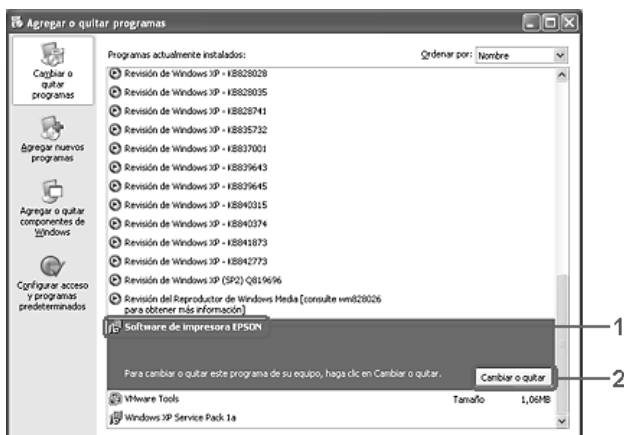 Agregar o quitar programas
Cambiar o
quitar
programas
Agregar nuevos
programas
Agregar o quitar
componentes de
Windows
Configurar acceso
y programas
predeterminados
Programas actualmente instalados:
Ordenar por: Nombre
Revisión de Windows XP - KB828028
Revisión de Windows XP - KB828035
Revisión de Windows XP - KB828741
Revisión de Windows XP - KB835732
Revisión de Windows XP - KB837001
Revisión de Windows XP - KB839643
Revisión de Windows XP - KB839645
Revisión de Windows XP - KB840315
Revisión de Windows XP - KB840374
Revisión de Windows XP - KB841873
Revisión de Windows XP - KB842773
Revisión de Windows XP (SP2) Q819696
Revisión del Reproductor de Windows Media [consulte wm828026
para obtener más información]
Software de impresora EPSON
1
Para cambiar o quitar este programa de su equipo, haga clic en Cambiar o quitar.
Cambiar o quitar
2
VMware Tools Tamaño 1,06MB
Windows XP Service Pack 1a